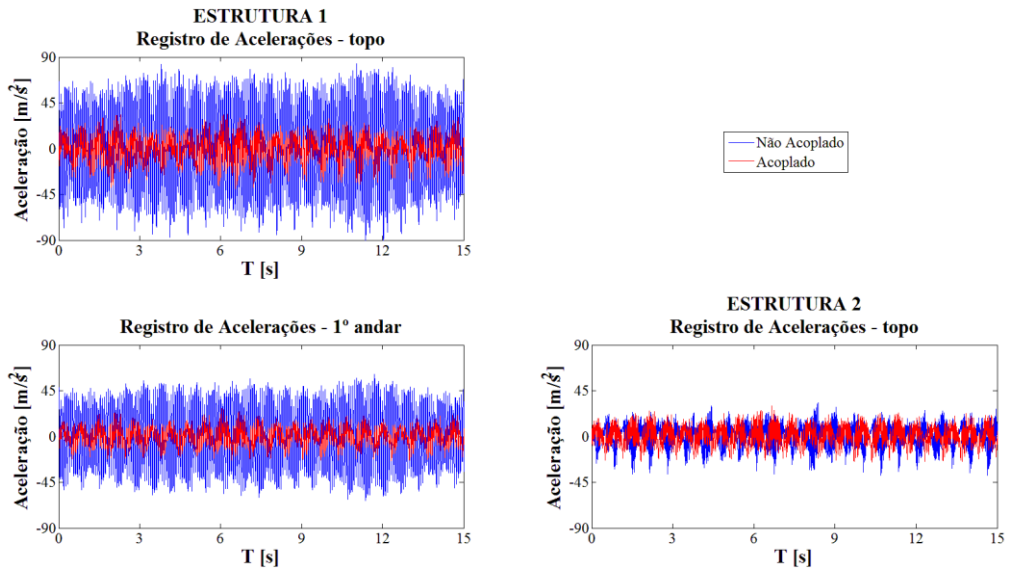 ESTRUTURA 1
Registro de Acelerações - topo
Aceleração [m/s²]
90
45
0
-45
-90
0 3 6 9 12 15
T [s]
Não Acoplado
Acoplado
Registro de Acelerações - 1º andar
Aceleração [m/s²]
90
45
0
-45
-90
0 3 6 9 12 15
T [s]
ESTRUTURA 2
Registro de Acelerações - topo
Aceleração [m/s²]
90
45
0
-45
-90
0 3 6 9 12 15
T [s]